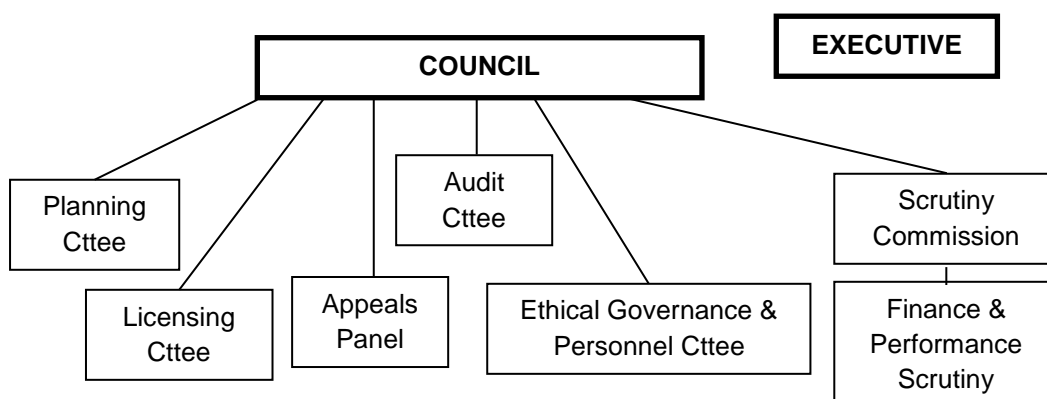 EXECUTIVE
COUNCIL
Planning
Cttee
Licensing
Cttee
Appeals
Panel
Audit
Cttee
Ethical Governance &
Personnel Cttee
Scrutiny
Commission
Finance &
Performance
Scrutiny